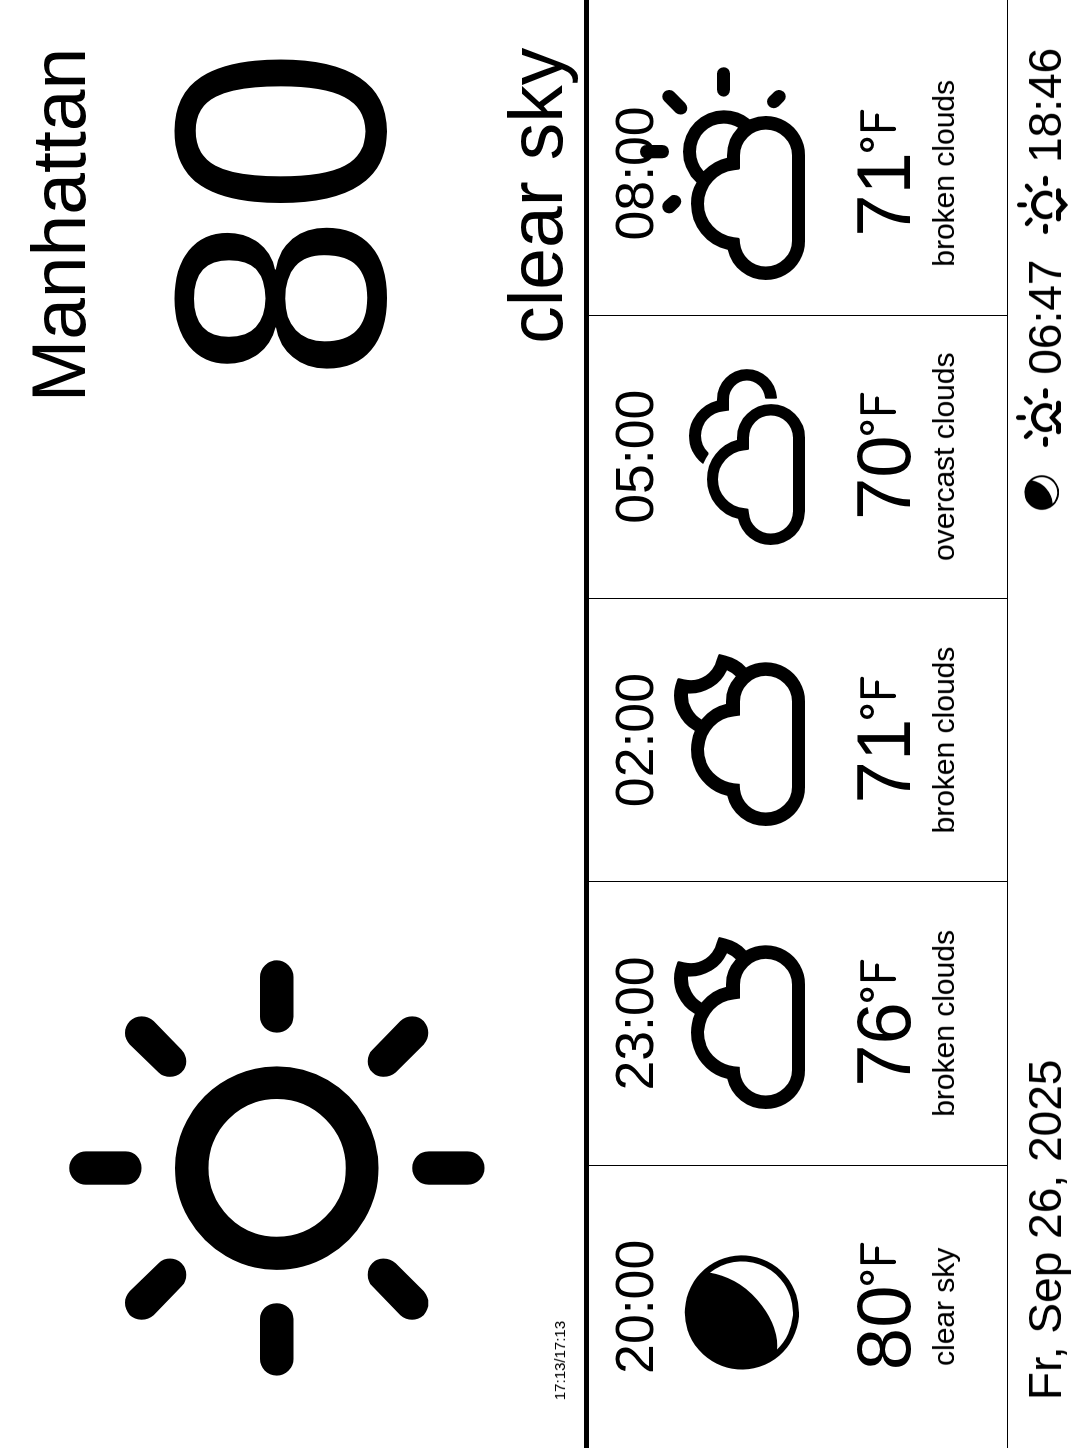 Manhattan
80
clear sky
17:13/17:13
20:00
80°F
clear sky
23:00
76°F
broken clouds
02:00
71°F
broken clouds
05:00
70°F
overcast clouds
08:00
71°F
broken clouds
Fr, Sep 26, 2025
06:47
18:46